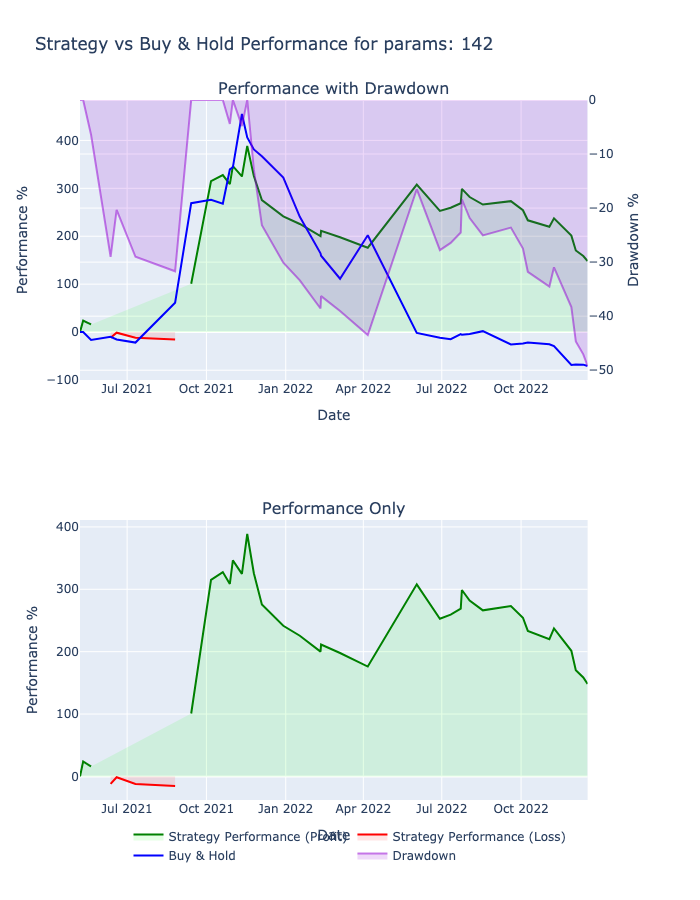 Strategy vs Buy & Hold Performance for params: 142
Performance with Drawdown
400
300
200
100
0
−100
Performance %
0
−10
−20
−30
−40
−50
Drawdown %
Jul 2021 Oct 2021 Jan 2022 Apr 2022 Jul 2022 Oct 2022
Date
Performance Only
400
300
200
100
0
Performance %
Jul 2021 Oct 2021 Jan 2022 Apr 2022 Jul 2022 Oct 2022
Date
Strategy Performance (Profit) Strategy Performance (Loss)
Buy & Hold Drawdown